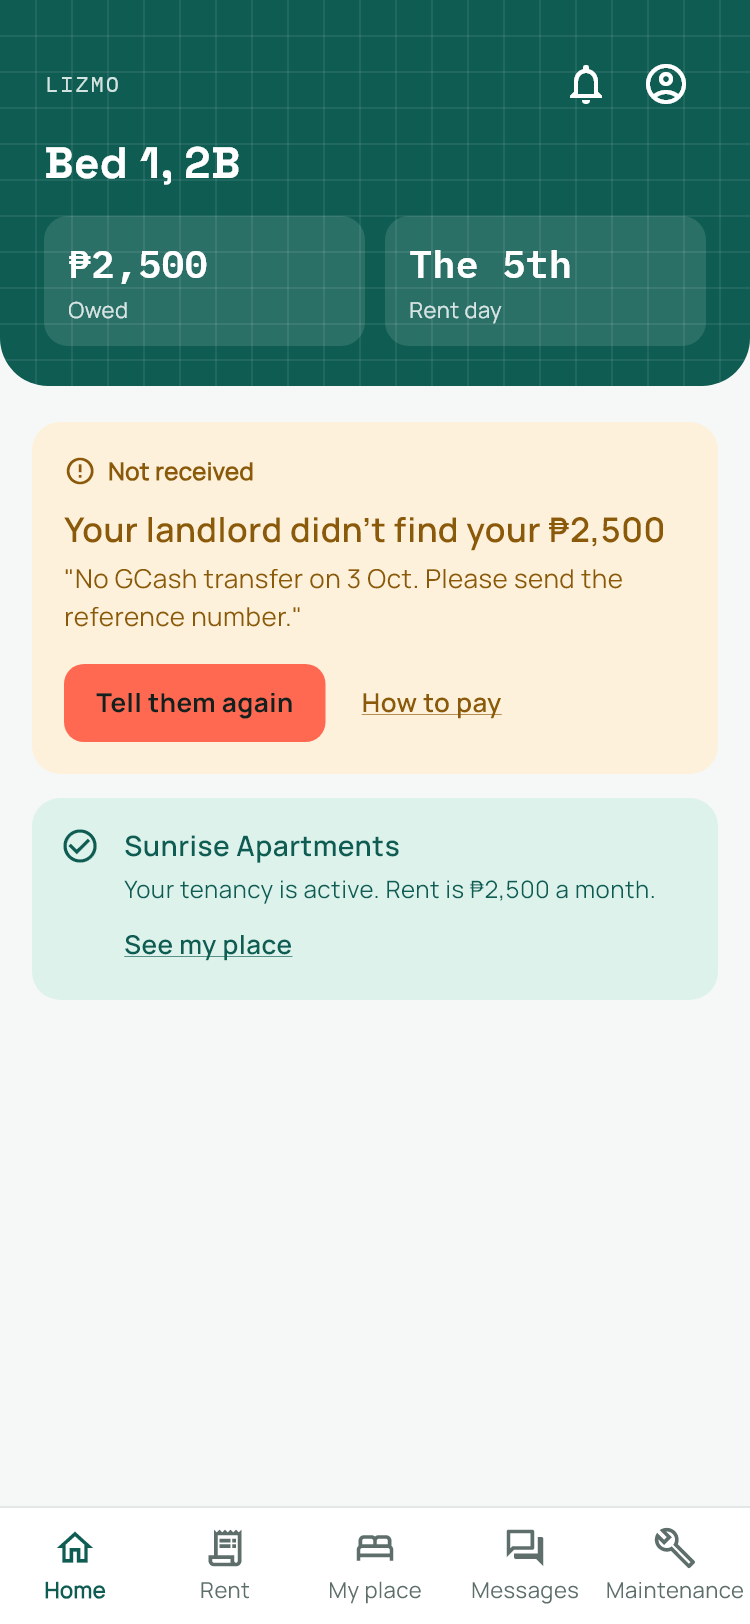 LIZMO
Bed 1, 2B
₱2,500
Owed
The 5th
Rent day
Not received
Your landlord didn’t find your ₱2,500
"No GCash transfer on 3 Oct. Please send the
reference number."
Tell them again
How to pay
Sunrise Apartments
Your tenancy is active. Rent is ₱2,500 a month.
See my place
Home
Rent
My place
Messages
Maintenance